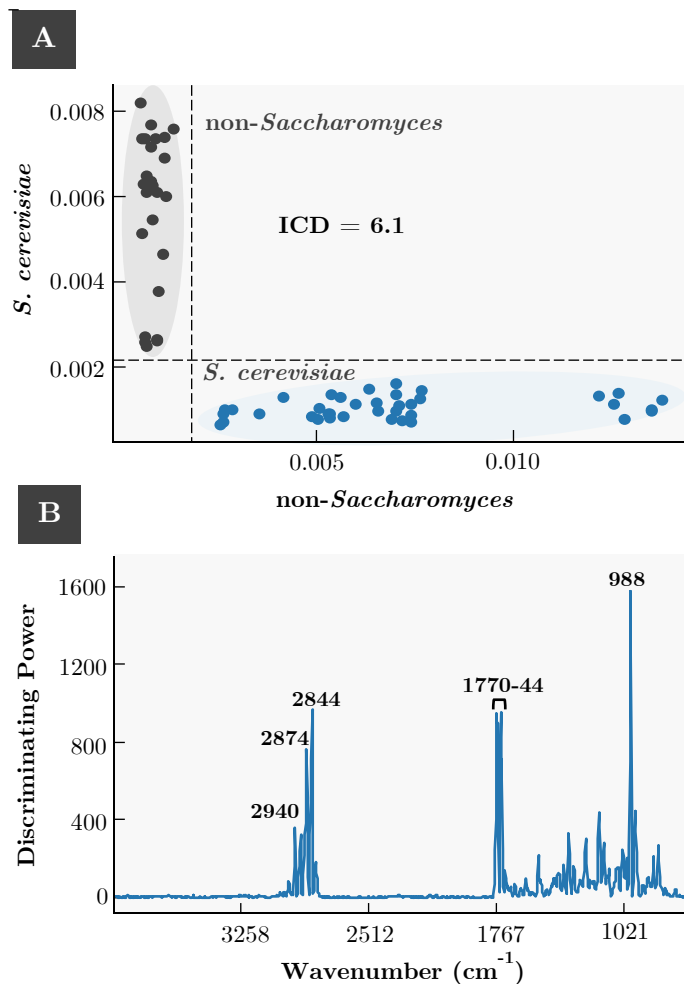 A
non-Saccharomyces
0.008
0.006
ICD = 6.1
0.004
0.002
S. cerevisiae
S. cerevisiae
0.005
0.010
non-Saccharomyces
B
988
1600
1200
1770-44
2844
2874
800
2940
400
0
Discriminating Power
3258
2512
1767
1021
Wavenumber (cm⁻¹)